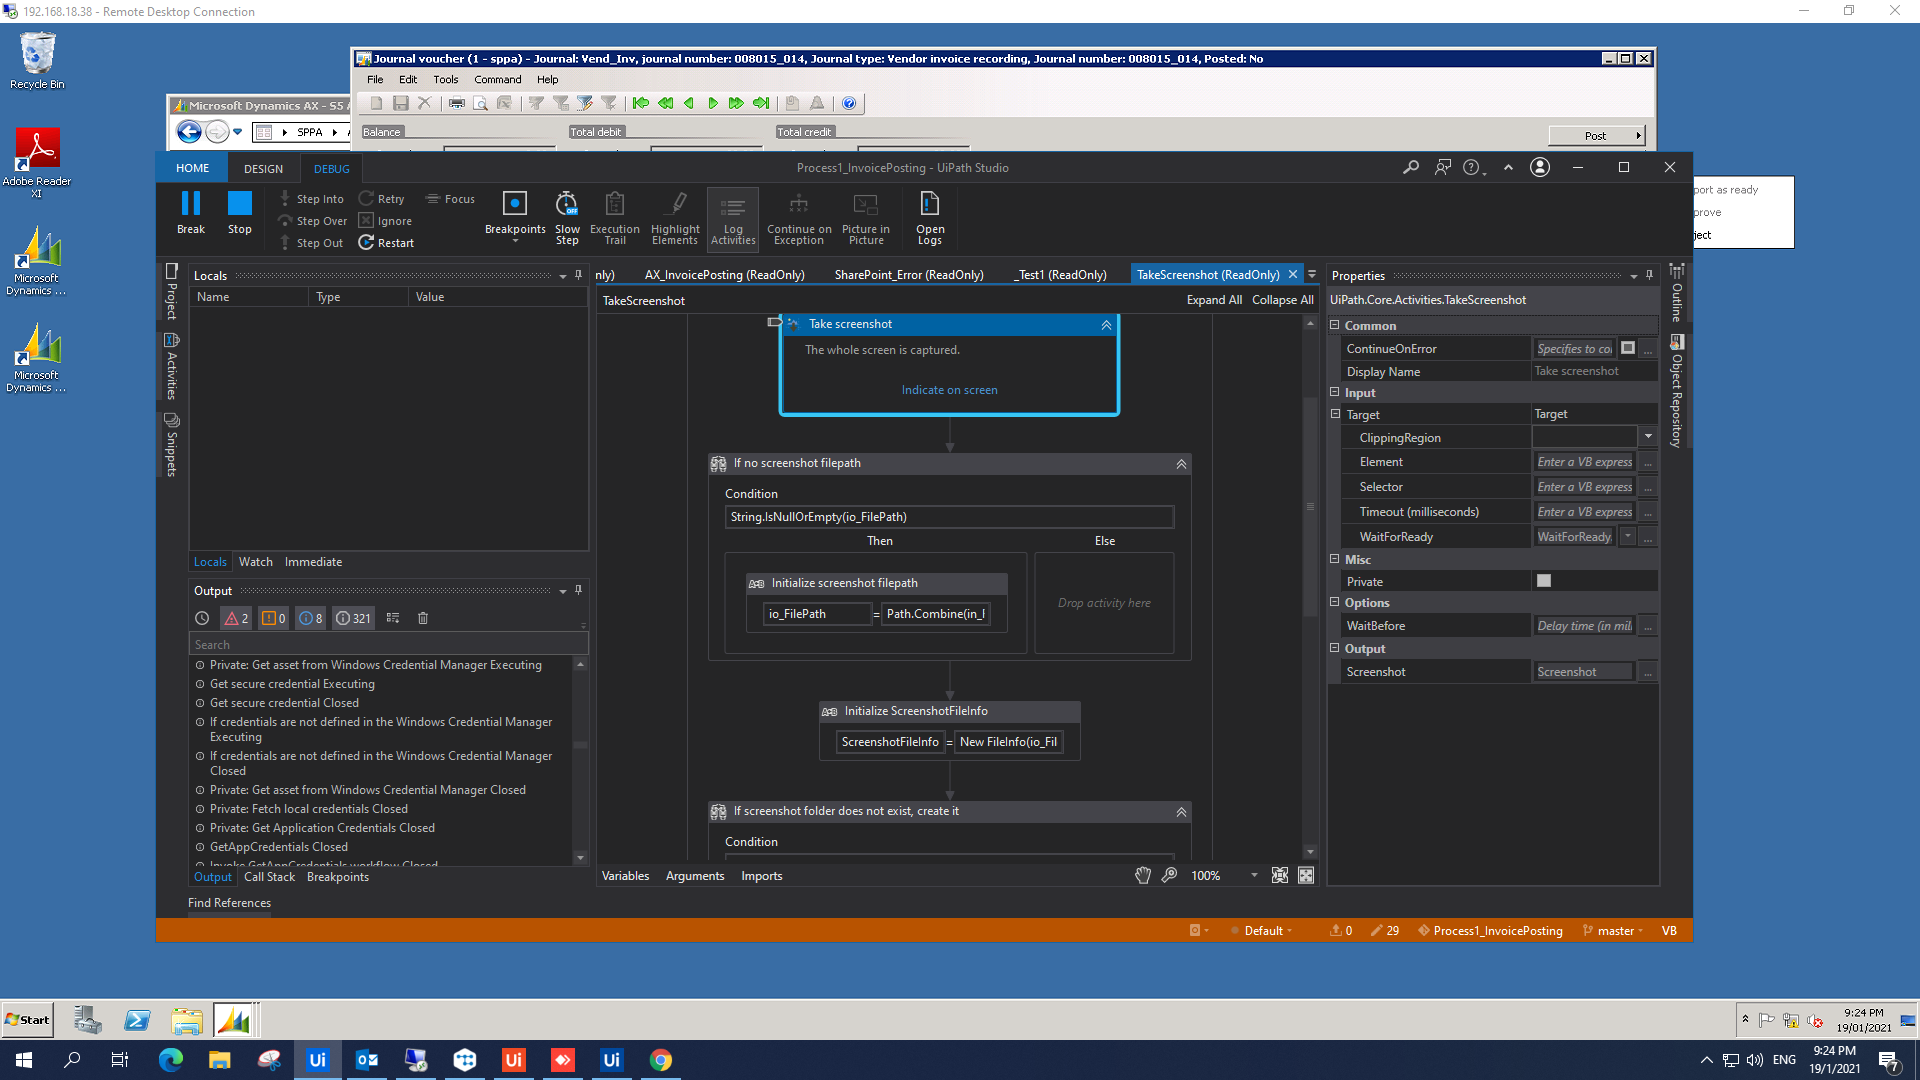 192.168.18.38 - Remote Desktop Connection
Recycle Bin
Adobe Reader XI
Microsoft Dynamics ...
Microsoft Dynamics ...
Journal voucher (1 - sppa) - Journal: Vend_Inv, journal number: 008015_014, Journal type: Vendor invoice recording, Journal number: 008015_014, Posted: No
File Edit Tools Command Help
Microsoft Dynamics AX - S5 A
SPPA
Balance Total debit Total credit
Post
port as ready
prove
ject
HOME DESIGN DEBUG
Process1_InvoicePosting - UiPath Studio
Break
Stop
Step Into
Step Over
Step Out
Retry
Ignore
Restart
Focus
Breakpoints
Slow Step
Execution Trail
Highlight Elements
Log Activities
Continue on Exception
Picture in Picture
Open Logs
Project
Activities
Snippets
Locals
Name Type Value
Locals Watch Immediate
Output
2 0 8 321
Search
Private: Get asset from Windows Credential Manager Executing
Get secure credential Executing
Get secure credential Closed
If credentials are not defined in the Windows Credential Manager
Executing
If credentials are not defined in the Windows Credential Manager
Closed
Private: Get asset from Windows Credential Manager Closed
Private: Fetch local credentials Closed
Private: Get Application Credentials Closed
GetAppCredentials Closed
Invoke GetAppCredentials workflow Closed
Output Call Stack Breakpoints
Find References
nly) AX_InvoicePosting (ReadOnly) SharePoint_Error (ReadOnly) _Test1 (ReadOnly) TakeScreenshot (ReadOnly)
TakeScreenshot
Expand All Collapse All
Take screenshot
The whole screen is captured.
Indicate on screen
If no screenshot filepath
Condition
String.IsNullOrEmpty(io_FilePath)
Then Else
Initialize screenshot filepath
io_FilePath = Path.Combine(in_F
Drop activity here
Initialize ScreenshotFileInfo
ScreenshotFileInfo = New FileInfo(io_Fil
If screenshot folder does not exist, create it
Condition
Variables Arguments Imports
100%
Properties
UiPath.Core.Activities.TakeScreenshot
Common
ContinueOnError Specifies to co ...
Display Name Take screenshot
Input
Target Target
ClippingRegion
Element Enter a VB express ...
Selector Enter a VB express ...
Timeout (milliseconds) Enter a VB express ...
WaitForReady WaitForReady ...
Misc
Private
Options
WaitBefore Delay time (in mil ...
Output
Screenshot Screenshot ...
Outline
Object Repository
Default 0 29 Process1_InvoicePosting master VB
Start
9:24 PM
19/01/2021
Ui
Ui
Ui
ENG
9:24 PM
19/1/2021
7